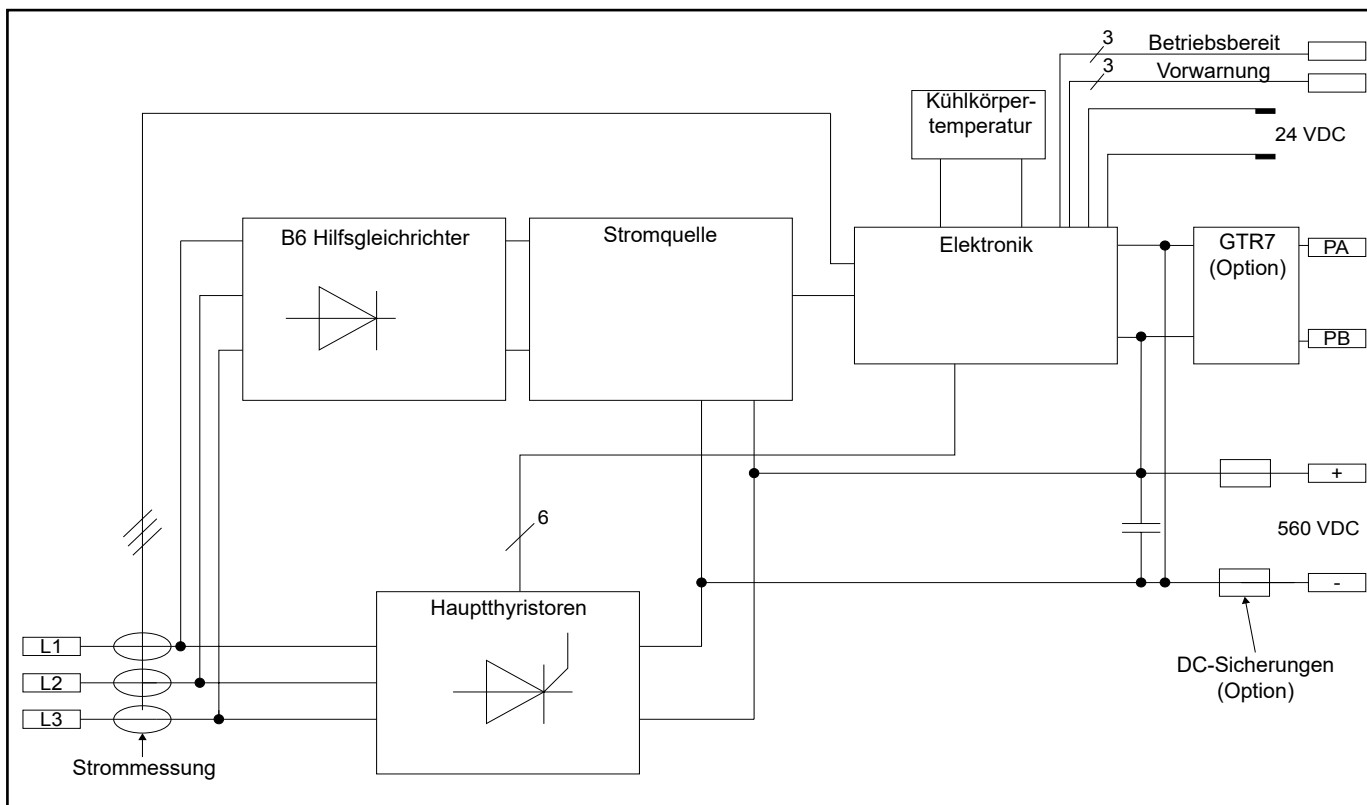 3
Betriebsbereit
3
Vorwarnung
Kühlkörper-
temperatur
24 VDC
B6 Hilfsgleichrichter
Stromquelle
Elektronik
GTR7
(Option)
PA
PB
+
6
560 VDC
-
Hauptthyristoren
L1
L2
L3
DC-Sicherungen
(Option)
Strommessung